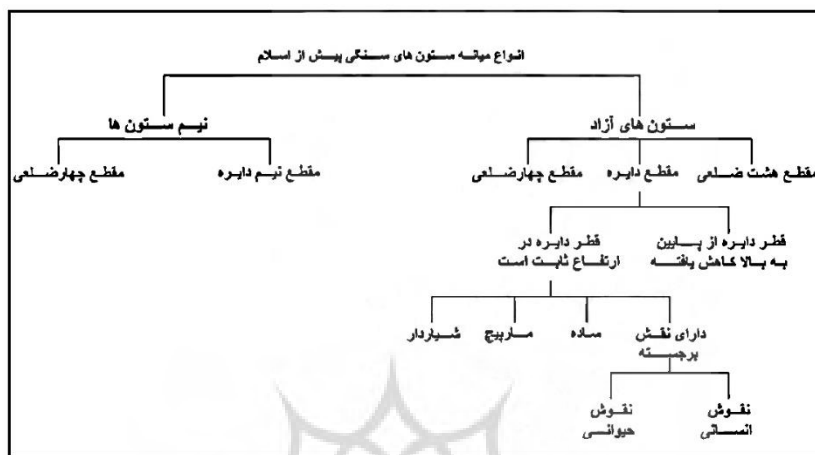 انواع میانه ستون های سنگی پیش از اسلام
ستون های آزاد
نیم ستون ها
مقطع هشت ضلعی
مقطع دایره
مقطع چهارضلعی
مقطع نیم دایره
مقطع چهارضلعی
قطر دایره از پایین
به بالا کاهش یافته
قطر دایره در
ارتفاع ثابت است
دارای نقش
برجسته
ساده
مارپیچ
شیاردار
نقوش
انسانی
نقوش
حیوانی